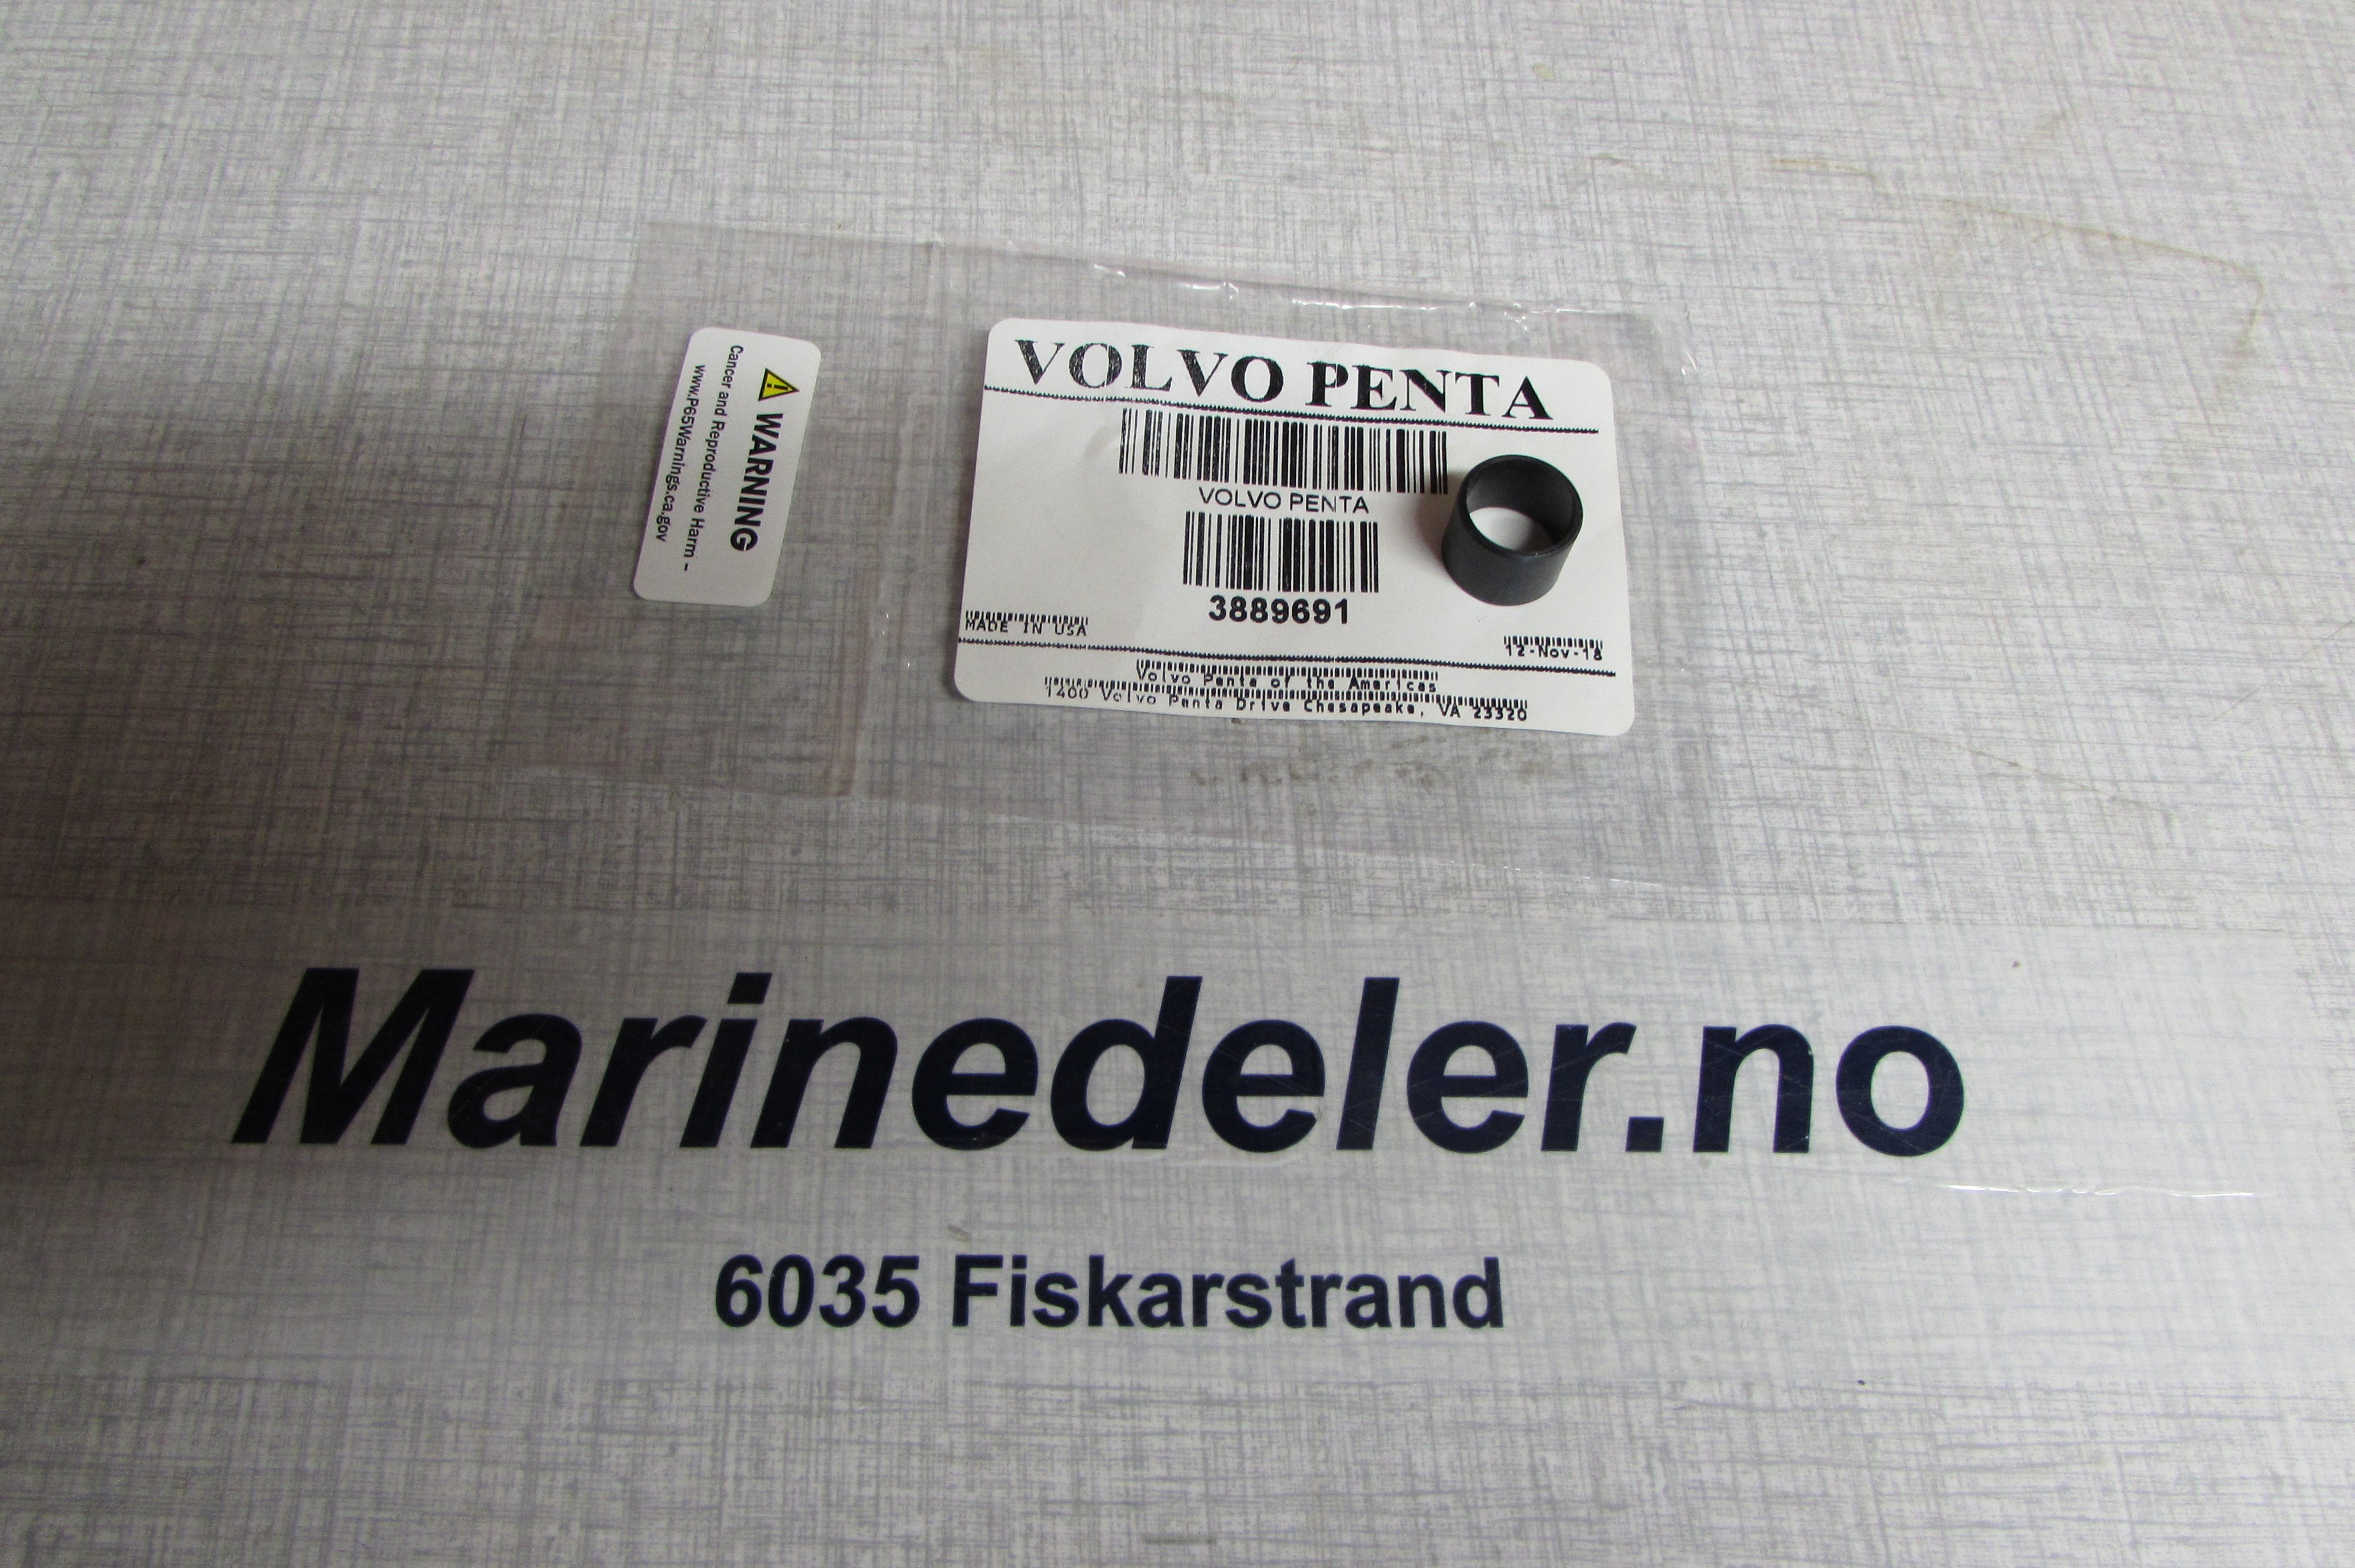 VOLVO PENTA
VOLVO PENTA
3889691
MADE IN USA
12-Nov-18
Volvo Penta of the Americas
1400 Volvo Penta Drive Chesapeake, VA 23320
WARNING
Cancer and Reproductive Harm -
www.P65Warnings.ca.gov
Marinedeler.no
6035 Fiskarstrand